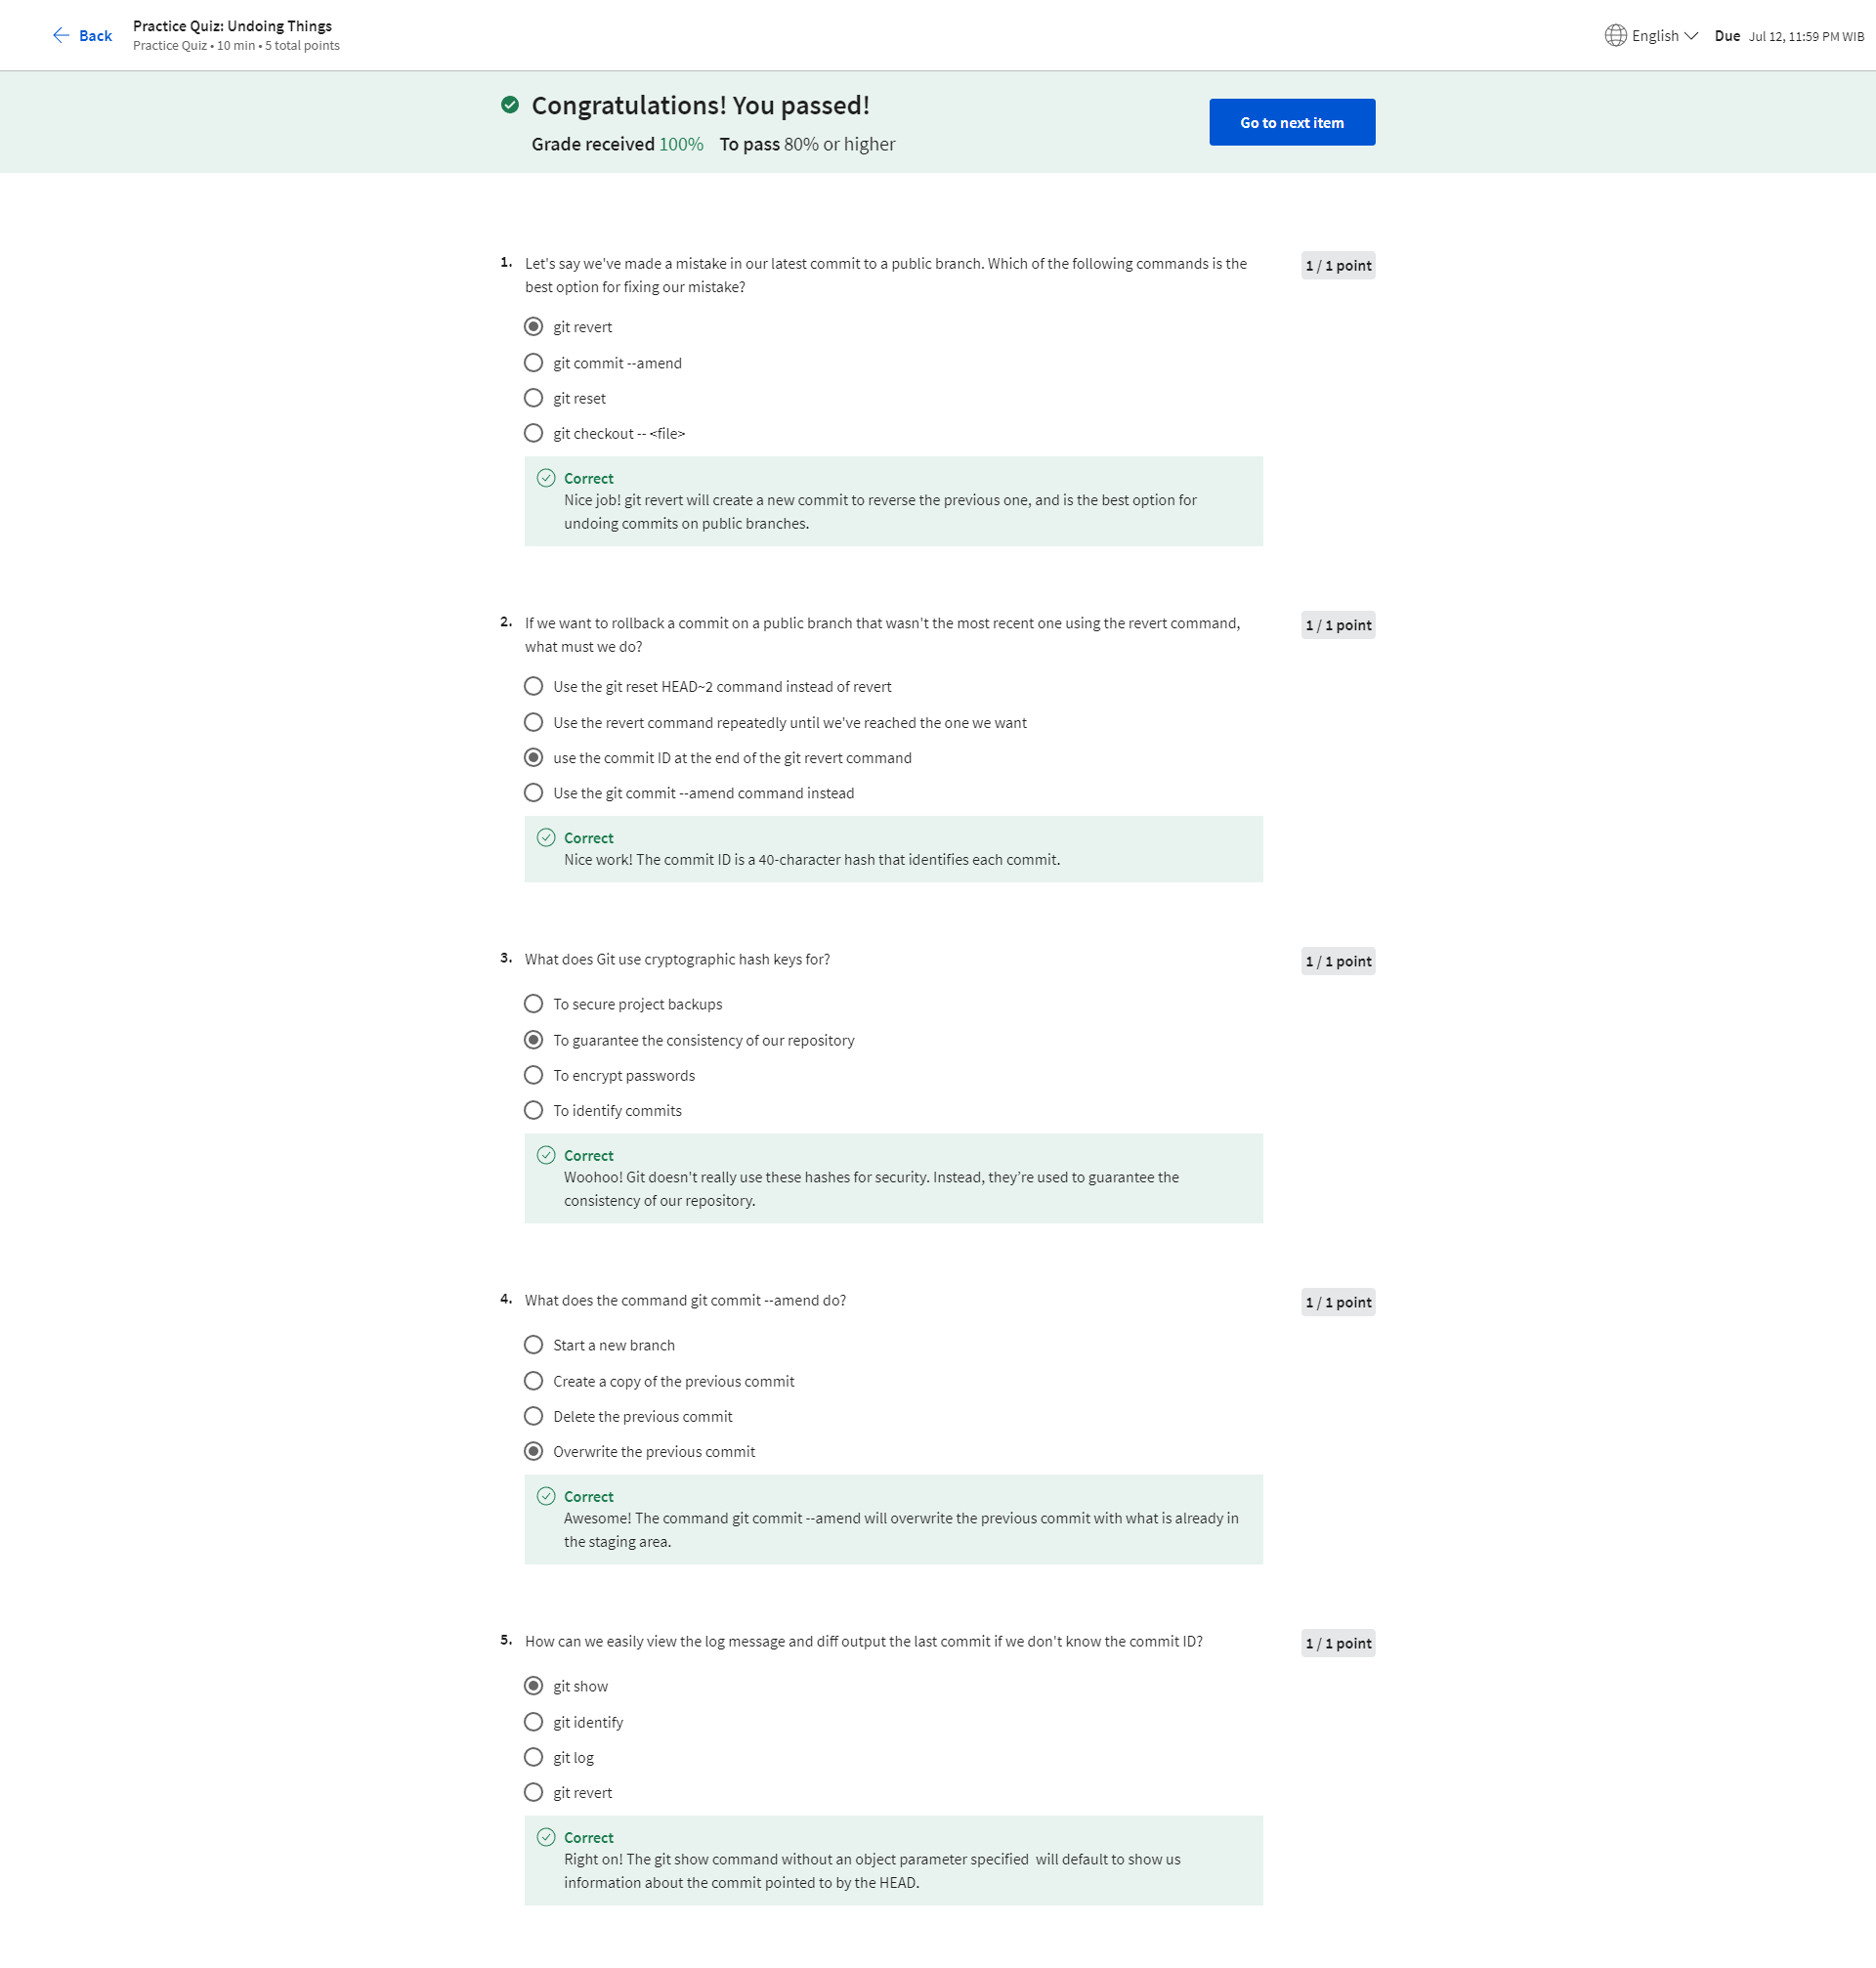 Back
Practice Quiz: Undoing Things
Practice Quiz • 10 min • 5 total points
English
Due Jul 12, 11:59 PM WIB
Congratulations! You passed!
Grade received 100% To pass 80% or higher
Go to next item
1. Let's say we've made a mistake in our latest commit to a public branch. Which of the following commands is the
best option for fixing our mistake?
1 / 1 point
git revert
git commit --amend
git reset
git checkout -- <file>
Correct
Nice job! git revert will create a new commit to reverse the previous one, and is the best option for
undoing commits on public branches.
2. If we want to rollback a commit on a public branch that wasn't the most recent one using the revert command,
what must we do?
1 / 1 point
Use the git reset HEAD~2 command instead of revert
Use the revert command repeatedly until we've reached the one we want
use the commit ID at the end of the git revert command
Use the git commit --amend command instead
Correct
Nice work! The commit ID is a 40-character hash that identifies each commit.
3. What does Git use cryptographic hash keys for?
1 / 1 point
To secure project backups
To guarantee the consistency of our repository
To encrypt passwords
To identify commits
Correct
Woohoo! Git doesn't really use these hashes for security. Instead, they’re used to guarantee the
consistency of our repository.
4. What does the command git commit --amend do?
1 / 1 point
Start a new branch
Create a copy of the previous commit
Delete the previous commit
Overwrite the previous commit
Correct
Awesome! The command git commit --amend will overwrite the previous commit with what is already in
the staging area.
5. How can we easily view the log message and diff output the last commit if we don't know the commit ID?
1 / 1 point
git show
git identify
git log
git revert
Correct
Right on! The git show command without an object parameter specified  will default to show us
information about the commit pointed to by the HEAD.